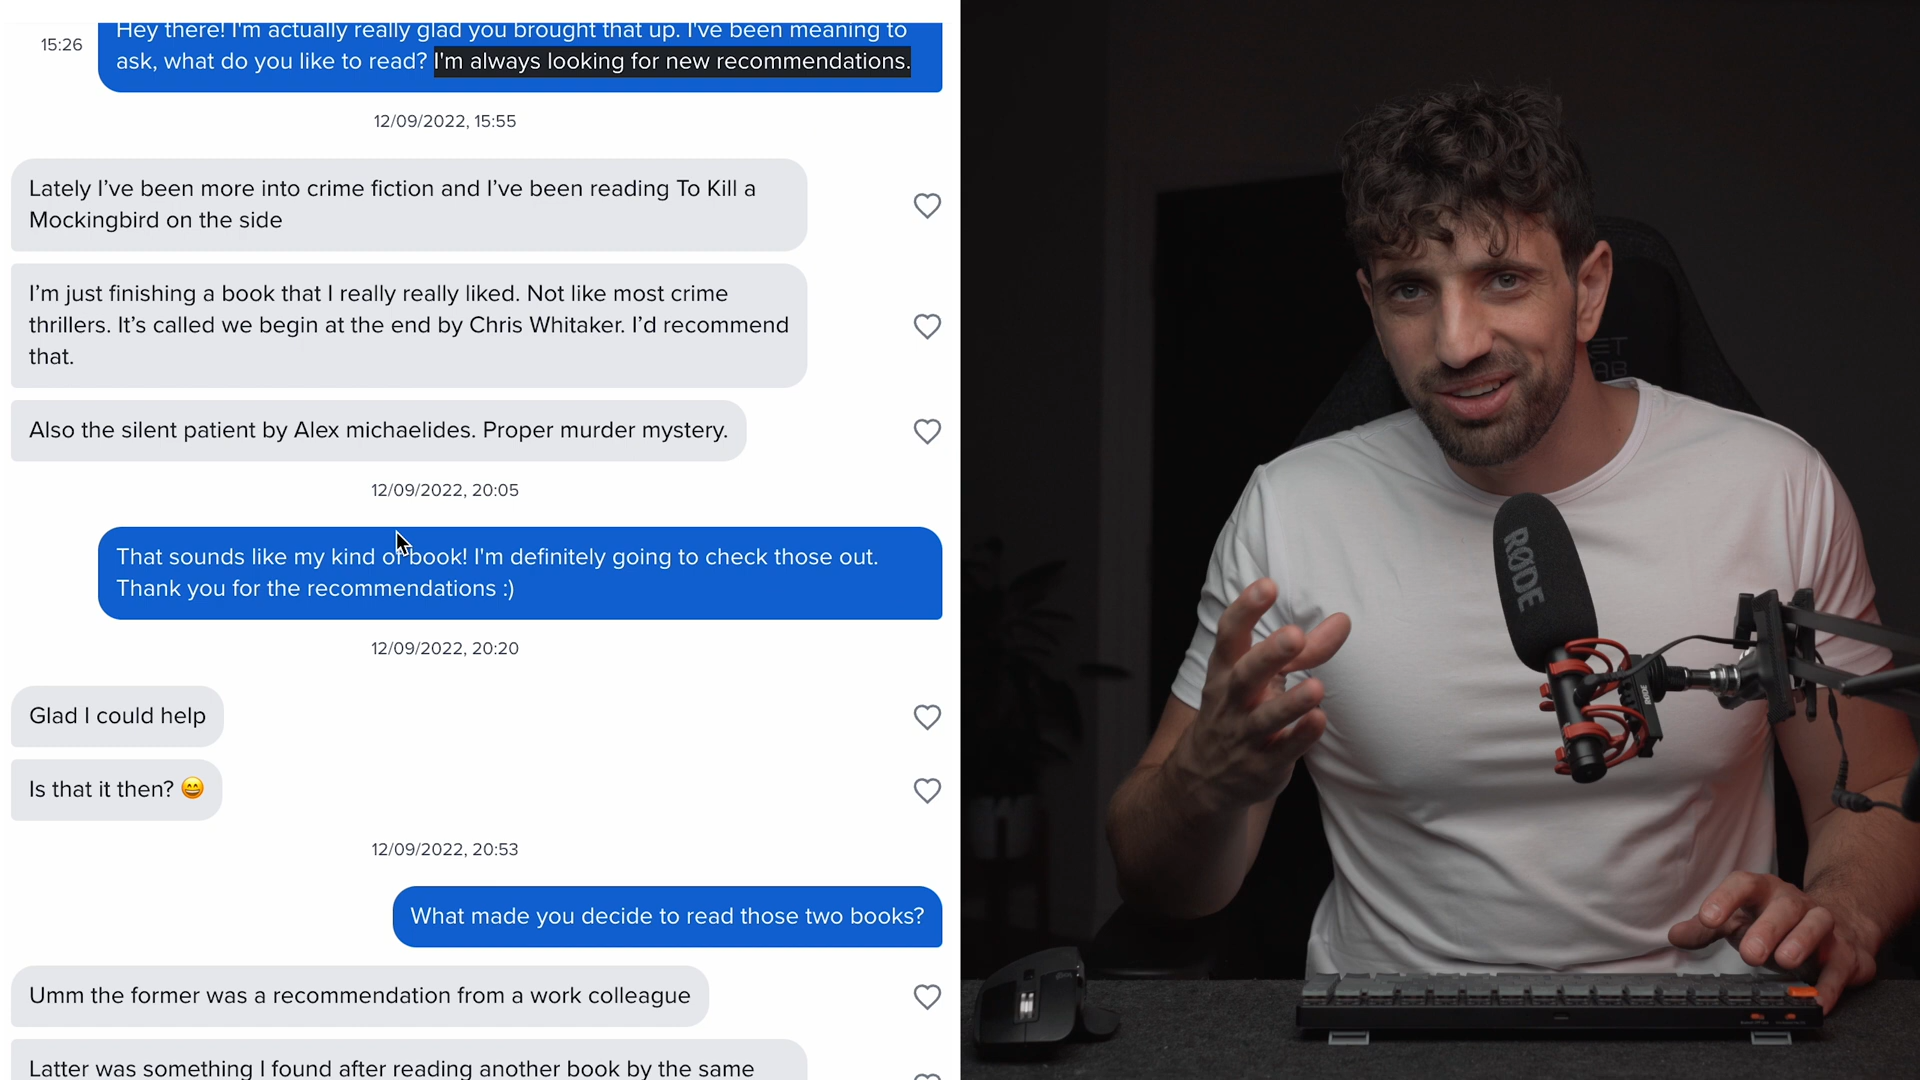 Hey there! I'm actually really glad you brought that up. I've been meaning to
15:26
ask, what do you like to read? I'm always looking for new recommendations.
12/09/2022, 15:55
Lately I’ve been more into crime fiction and I’ve been reading To Kill a
Mockingbird on the side
I’m just finishing a book that I really really liked. Not like most crime
thrillers. It’s called we begin at the end by Chris Whitaker. I’d recommend
that.
Also the silent patient by Alex michaelides. Proper murder mystery.
12/09/2022, 20:05
That sounds like my kind of book! I'm definitely going to check those out.
Thank you for the recommendations :)
12/09/2022, 20:20
Glad I could help
Is that it then? 😄
12/09/2022, 20:53
What made you decide to read those two books?
Umm the former was a recommendation from a work colleague
Latter was something I found after reading another book by the same
RØDE
RØDE